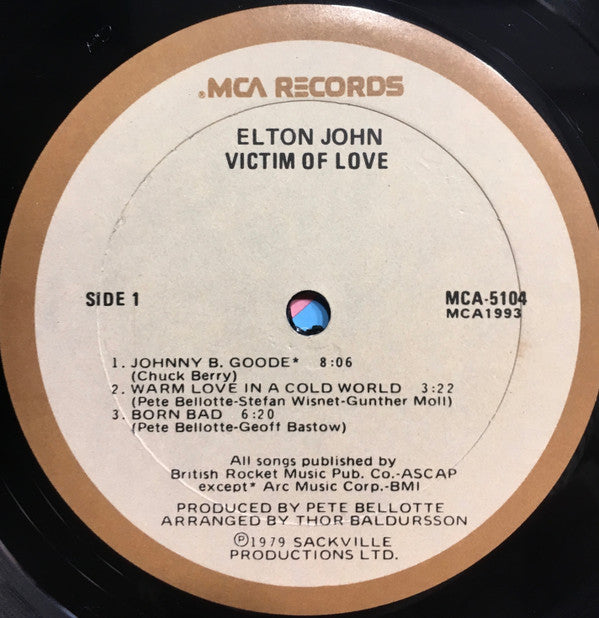 MCA RECORDS
ELTON JOHN
VICTIM OF LOVE
SIDE 1
MCA-5104
MCA1993
1. JOHNNY B. GOODE* 8:06
(Chuck Berry)
2. WARM LOVE IN A COLD WORLD 3:22
(Pete Bellotte-Stefan Wisnet-Gunther Moll)
3. BORN BAD 6:20
(Pete Bellotte-Geoff Bastow)
All songs published by
British Rocket Music Pub. Co.-ASCAP
except* Arc Music Corp.-BMI
PRODUCED BY PETE BELLOTTE
ARRANGED BY THOR BALDURSSON
℗1979 SACKVILLE
PRODUCTIONS LTD.